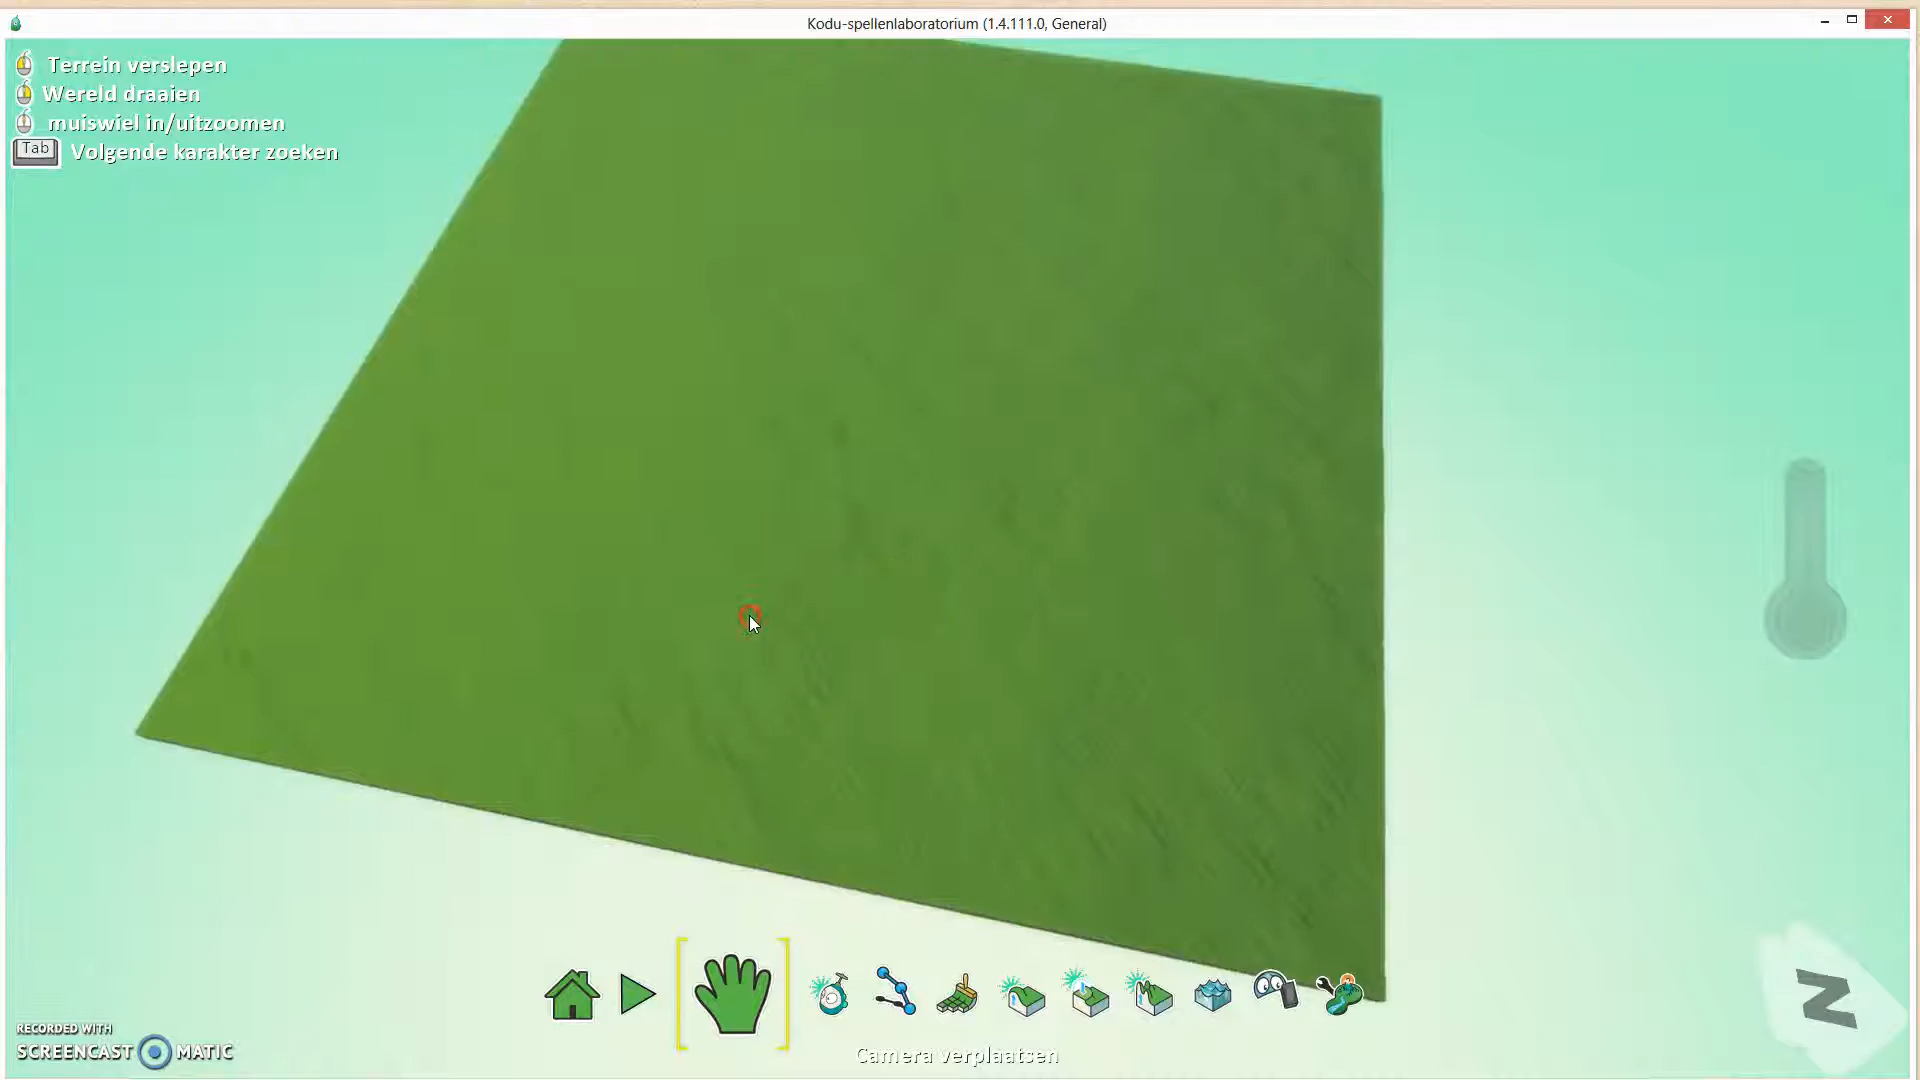 Kodu-spellenlaboratorium (1.4.111.0, General)
Terrein verslepen
Wereld draaien
muiswiel in/uitzoomen
Tab Volgende karakter zoeken
Z
RECORDED WITH
SCREENCAST MATIC
Camera verplaatsen